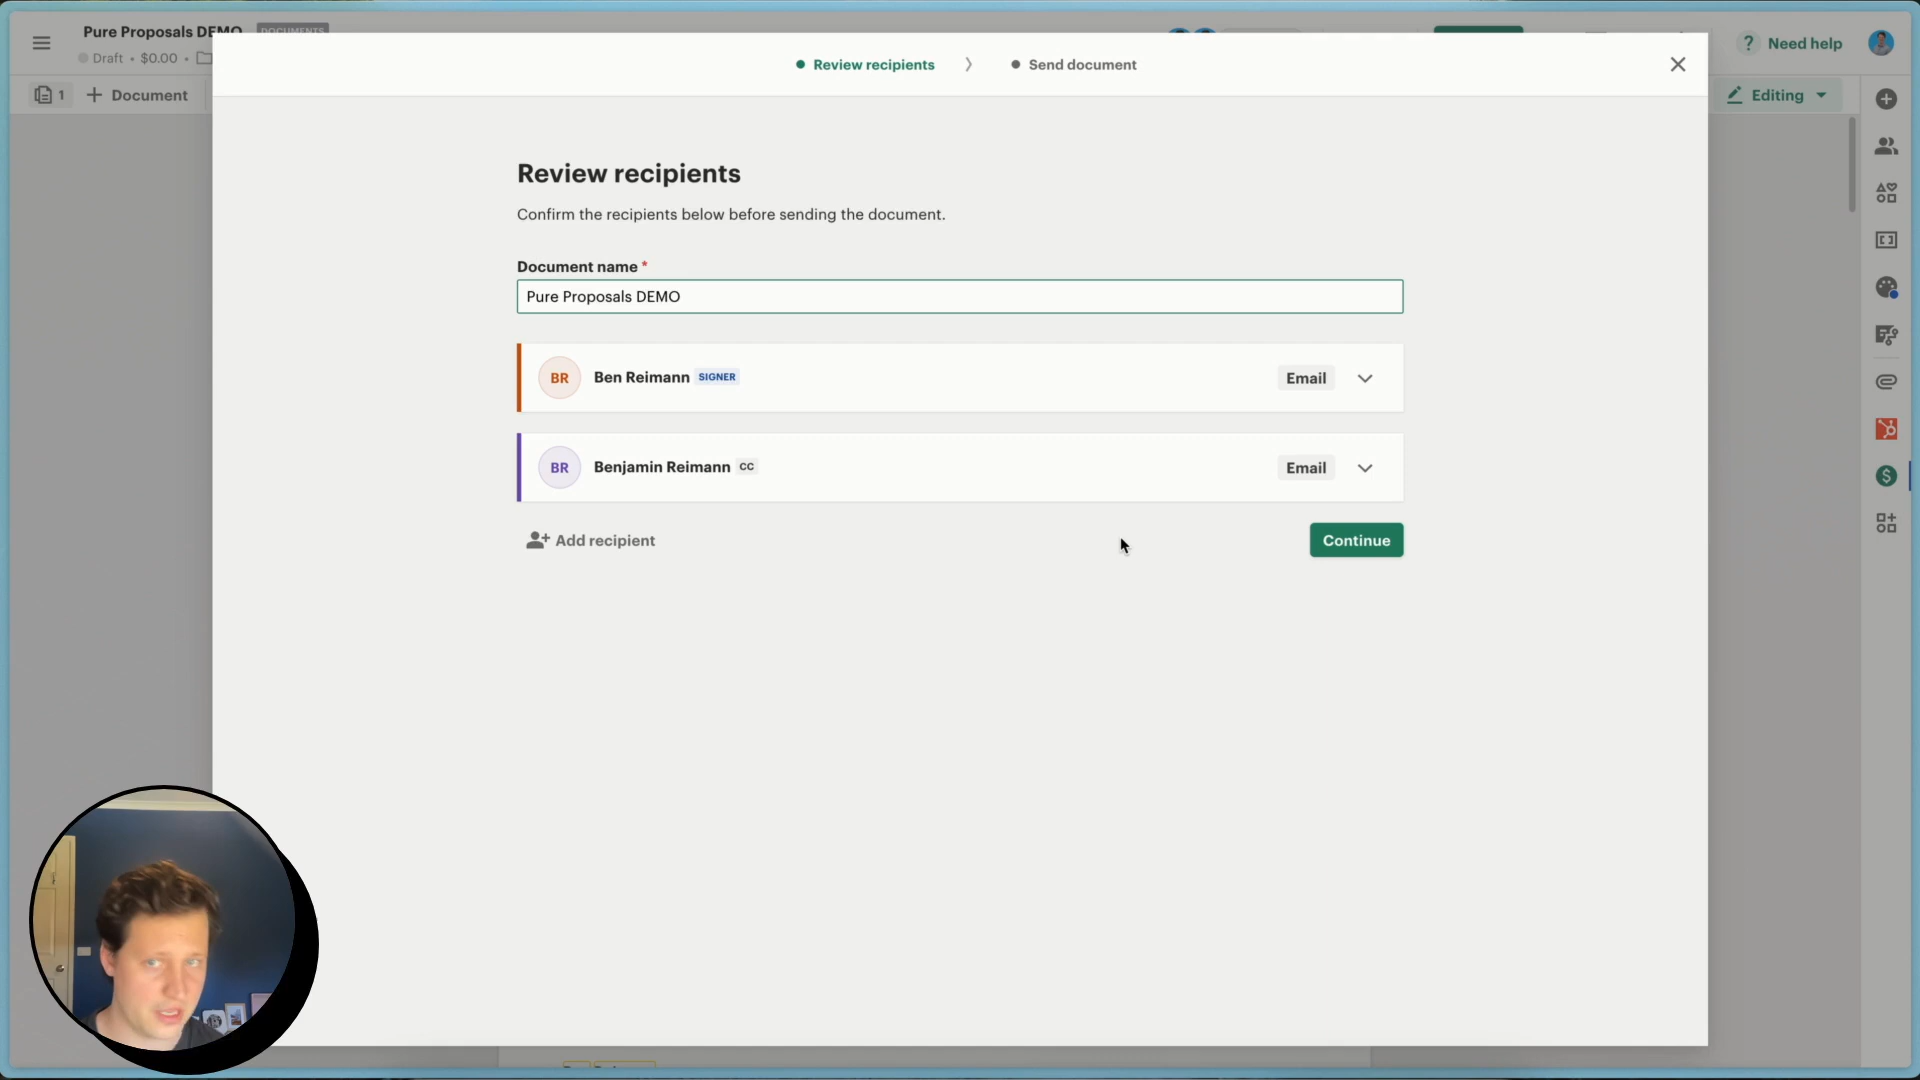 Pure Proposals DEMO DOCUMENTS
Draft • $0.00 •
Need help
1
Document
Editing
Review recipients
Send document
Review recipients
Confirm the recipients below before sending the document.
Document name *
Pure Proposals DEMO
BR
Ben Reimann SIGNER
Email
BR
Benjamin Reimann CC
Email
Add recipient
Continue